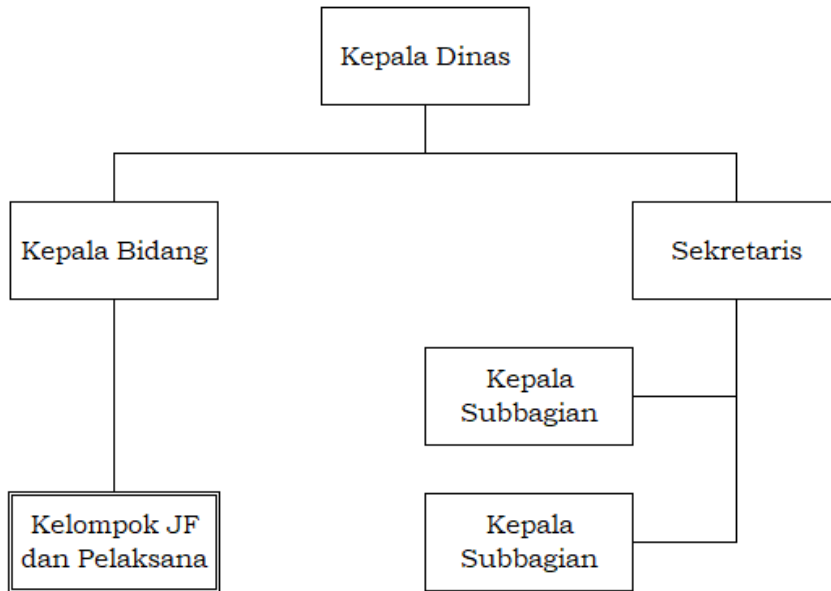 Kepala Dinas
Kepala Bidang
Sekretaris
Kepala
Subbagian
Kelompok JF
dan Pelaksana
Kepala
Subbagian